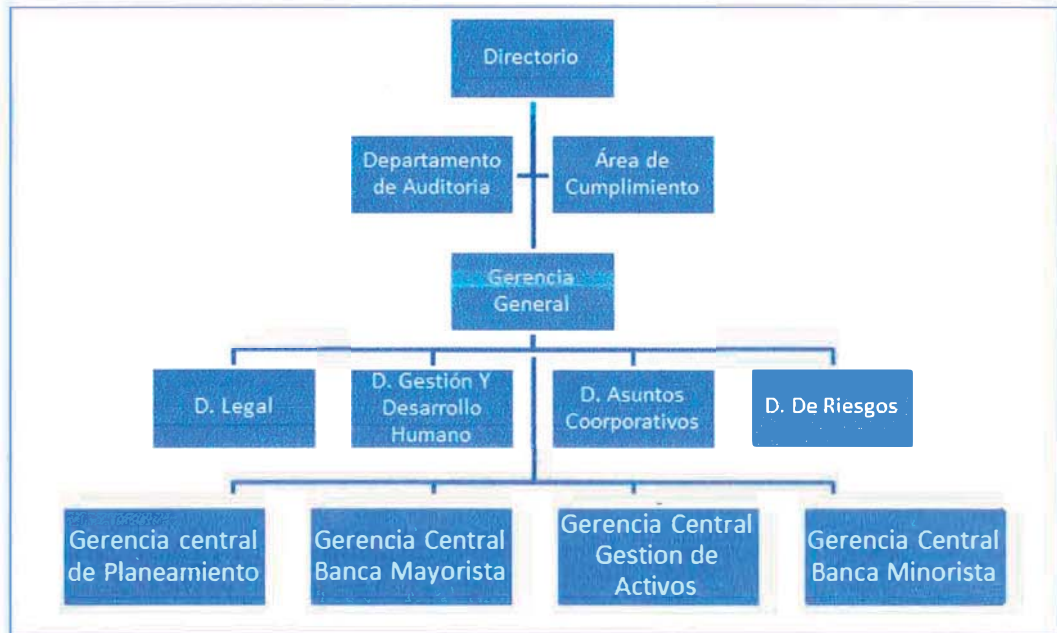 Directorio
Departamento
de Auditoria
Área de
Cumplimiento
Gerencia
General
D. Legal
D. Gestión Y
Desarrollo
Humano
D. Asuntos
Coorporativos
D. De Riesgos
Gerencia central
de Planeamiento
Gerencia Central
Banca Mayorista
Gerencia Central
Gestion de
Activos
Gerencia Central
Banca Minorista